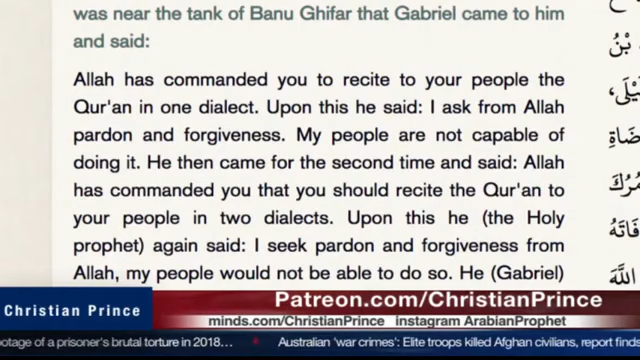 was near the tank of Banu Ghifar that Gabriel came to him
and said:
Allah has commanded you to recite to your people the
Qur'an in one dialect. Upon this he said: I ask from Allah
pardon and forgiveness. My people are not capable of
doing it. He then came for the second time and said: Allah
has commanded you that you should recite the Qur'an to
your people in two dialects. Upon this he (the Holy
prophet) again said: I seek pardon and forgiveness from
Allah, my people would not be able to do so. He (Gabriel)
بْنُ
فَاتَهُ
اللَّهَ
Christian Prince
Patreon.com/ChristianPrince
minds.com/ChristianPrince instagram ArabianProphet
otage of a prisoner's brutal torture in 2018...
Australian 'war crimes': Elite troops killed Afghan civilians, report finds